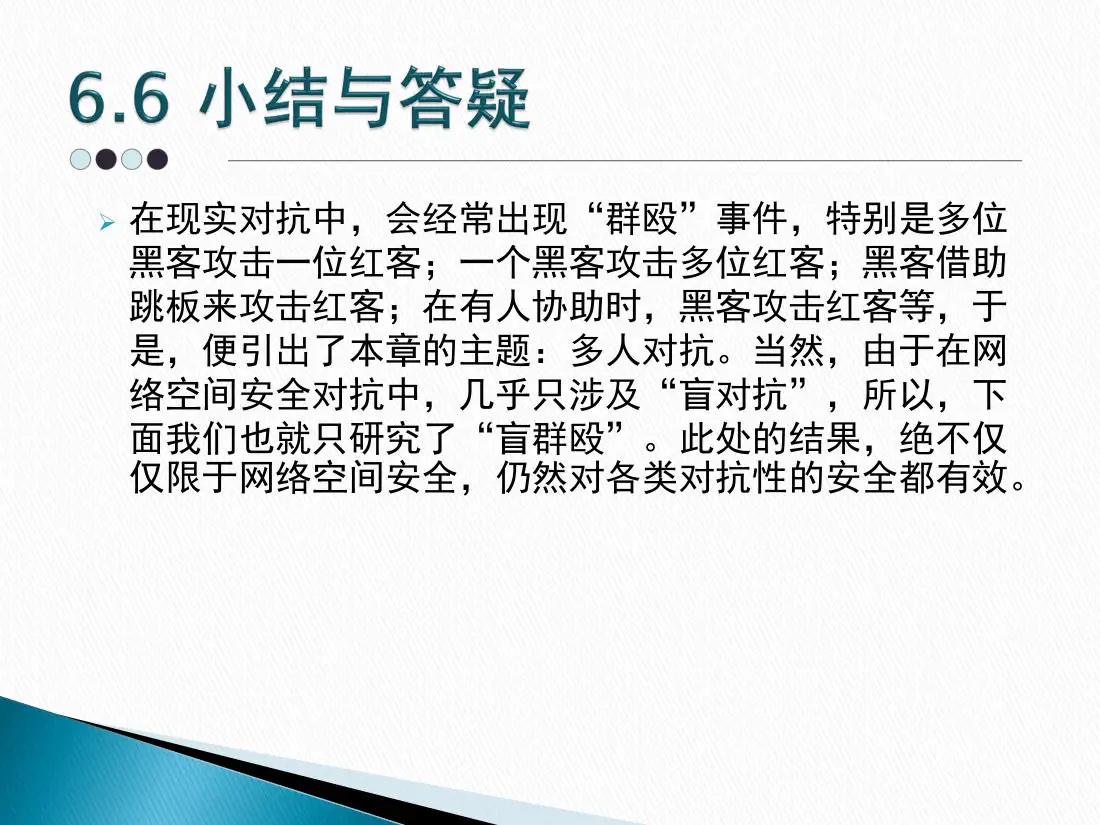 6.6 小结与答疑
在现实对抗中，会经常出现“群殴”事件，特别是多位
黑客攻击一位红客；一个黑客攻击多位红客；黑客借助
跳板来攻击红客；在有人协助时，黑客攻击红客等，于
是，便引出了本章的主题：多人对抗。当然，由于在网
络空间安全对抗中，几乎只涉及“盲对抗”，所以，下
面我们也就只研究了“盲群殴”。此处的结果，绝不仅
仅限于网络空间安全，仍然对各类对抗性的安全都有效。